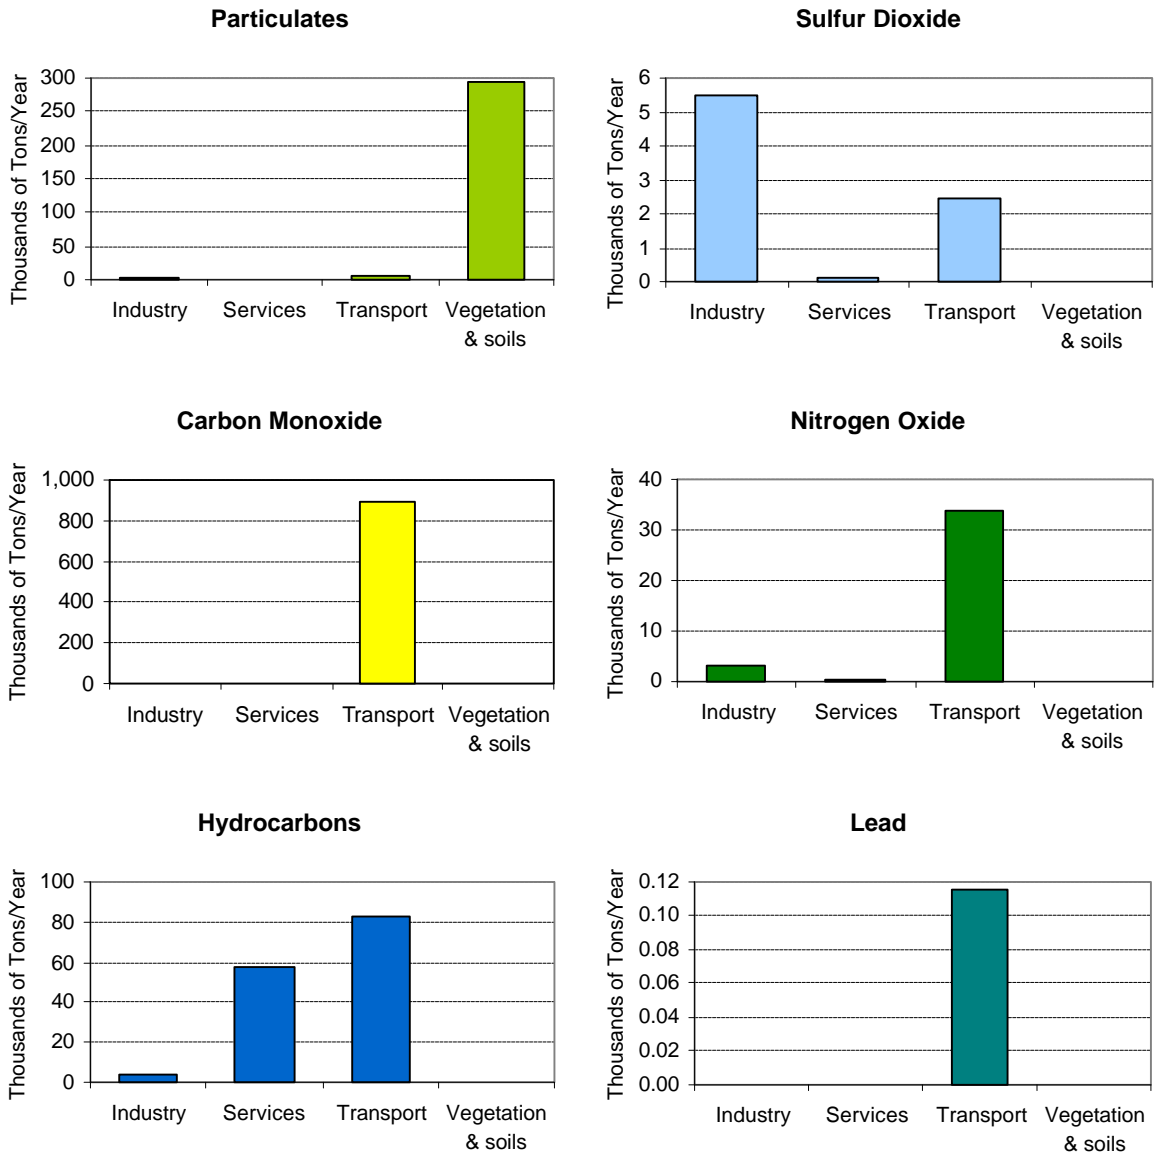 Particulates
Thousands of Tons/Year
300
250
200
150
100
50
0
Industry Services Transport Vegetation
& soils
Sulfur Dioxide
Thousands of Tons/Year
6
5
4
3
2
1
0
Industry Services Transport Vegetation
& soils
Carbon Monoxide
Thousands of Tons/Year
1,000
800
600
400
200
0
Industry Services Transport Vegetation
& soils
Nitrogen Oxide
Thousands of Tons/Year
40
30
20
10
0
Industry Services Transport Vegetation
& soils
Hydrocarbons
Thousands of Tons/Year
100
80
60
40
20
0
Industry Services Transport Vegetation
& soils
Lead
Thousands of Tons/Year
0.12
0.10
0.08
0.06
0.04
0.02
0.00
Industry Services Transport Vegetation
& soils